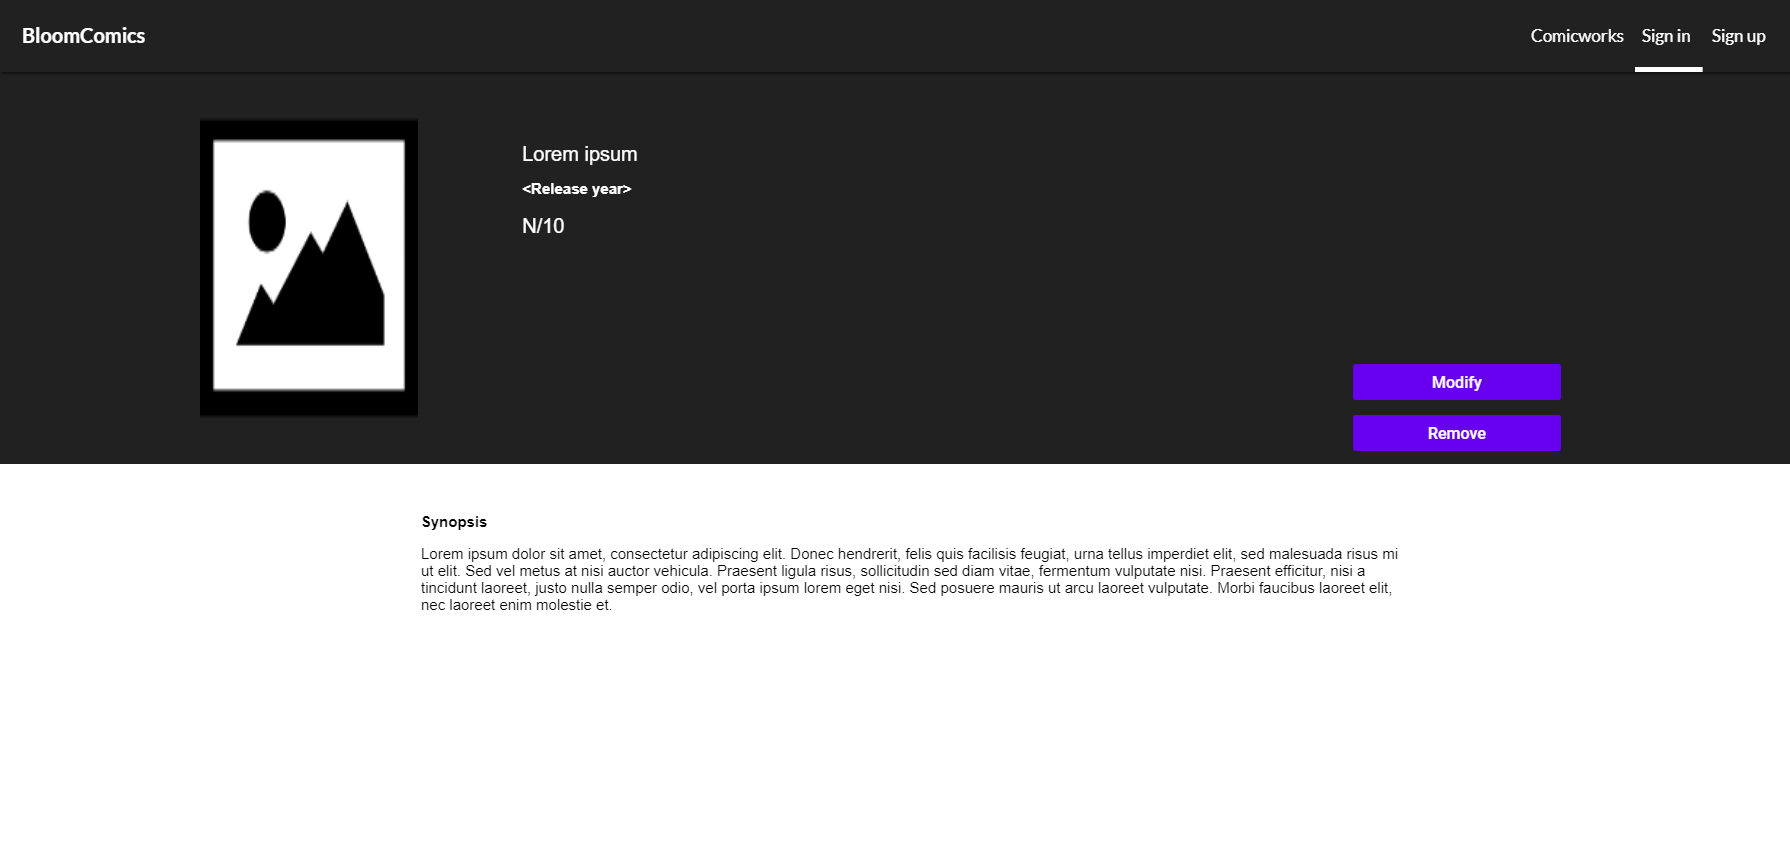 BloomComics
Comicworks Sign in Sign up
Lorem ipsum
<Release year>
N/10
Modify
Remove
Synopsis
Lorem ipsum dolor sit amet, consectetur adipiscing elit. Donec hendrerit, felis quis facilisis feugiat, urna tellus imperdiet elit, sed malesuada risus mi
ut elit. Sed vel metus at nisi auctor vehicula. Praesent ligula risus, sollicitudin sed diam vitae, fermentum vulputate nisi. Praesent efficitur, nisi a
tincidunt laoreet, justo nulla semper odio, vel porta ipsum lorem eget nisi. Sed posuere mauris ut arcu laoreet vulputate. Morbi faucibus laoreet elit,
nec laoreet enim molestie et.